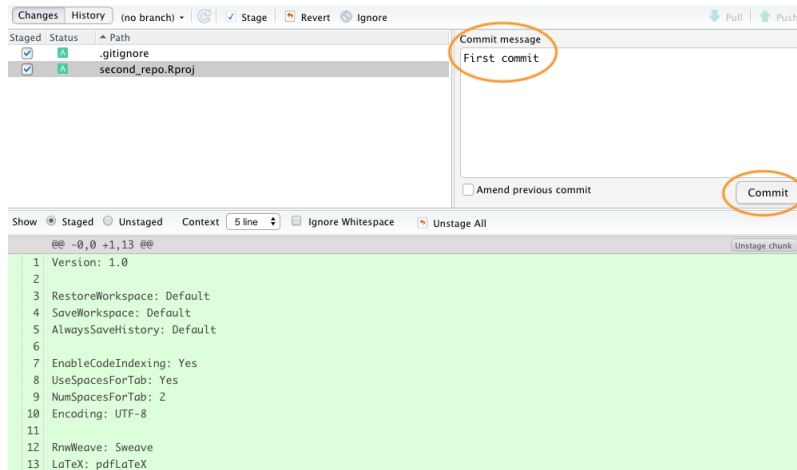 Changes History (no branch) Stage Revert Ignore Pull Push
Staged Status Path
A .gitignore
A second_repo.Rproj
Commit message
First commit
Amend previous commit
Commit
Show Staged Unstaged Context 5 line Ignore Whitespace Unstage All
@@ -0,0 +1,13 @@ Unstage chunk
1 Version: 1.0
2
3 RestoreWorkspace: Default
4 SaveWorkspace: Default
5 AlwaysSaveHistory: Default
6
7 EnableCodeIndexing: Yes
8 UseSpacesForTab: Yes
9 NumSpacesForTab: 2
10 Encoding: UTF-8
11
12 RnwWeave: Sweave
13 LaTeX: pdfLaTeX